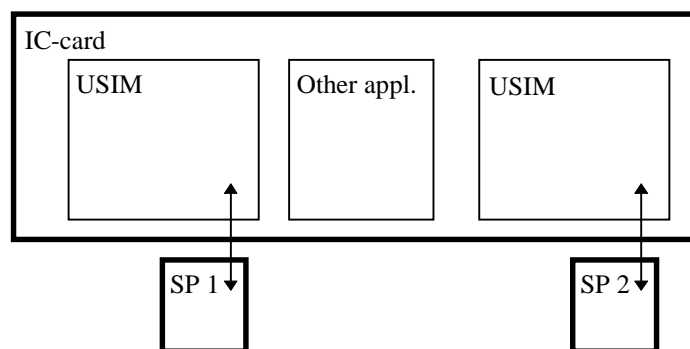 IC-card
USIM
Other appl.
USIM
SP 1
SP 2